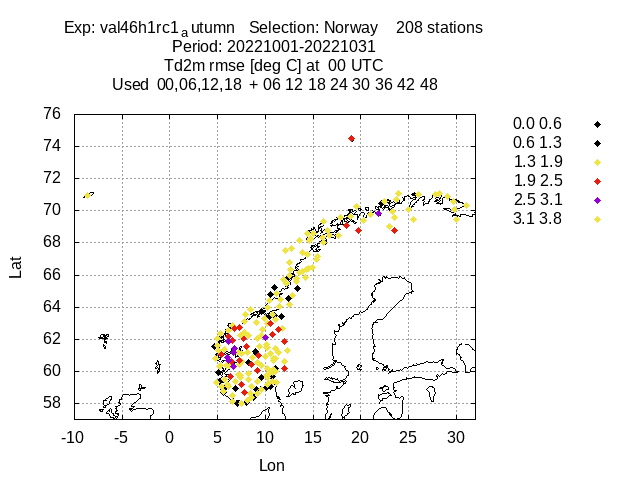 Exp: val46h1rc1a utumn Selection: Norway 208 stations
Period: 20221001-20221031
Td2m rmse [deg C] at 00 UTC
Used 00,06,12,18 + 06 12 18 24 30 36 42 48
76
74
72
70
68
66
64
62
60
58
Lat
-10 -5 0 5 10 15 20 25 30
Lon
0.0 0.6
0.6 1.3
1.3 1.9
1.9 2.5
2.5 3.1
3.1 3.8